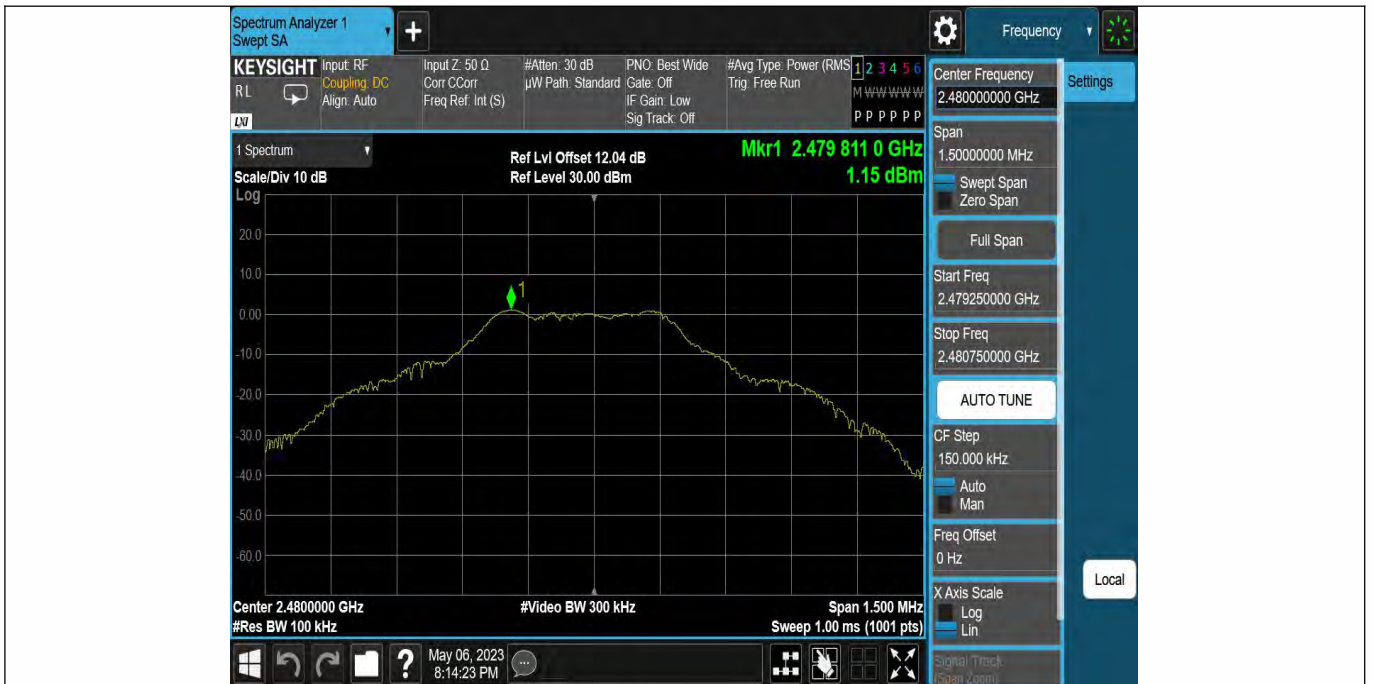 Spectrum Analyzer 1
Swept SA
Frequency
KEYSIGHT
R L
LXI
Input: RF
Coupling: DC
Align: Auto
Input Z: 50 Ω
Corr CCorr
Freq Ref: Int (S)
#Atten: 30 dB
µW Path: Standard
PNO: Best Wide
Gate: Off
IF Gain: Low
Sig Track: Off
#Avg Type: Power (RMS
Trig: Free Run
1 2 3 4 5 6
M W W W W W
P P P P P P
1 Spectrum
Scale/Div 10 dB
Log
Ref Lvl Offset 12.04 dB
Ref Level 30.00 dBm
Mkr1 2.479 811 0 GHz
1.15 dBm
20.0
10.0
1
0.00
-10.0
-20.0
-30.0
-40.0
-50.0
-60.0
Center 2.4800000 GHz
#Res BW 100 kHz
#Video BW 300 kHz
Span 1.500 MHz
Sweep 1.00 ms (1001 pts)
Center Frequency
2.480000000 GHz
Settings
Span
1.50000000 MHz
Swept Span
Zero Span
Full Span
Start Freq
2.479250000 GHz
Stop Freq
2.480750000 GHz
AUTO TUNE
CF Step
150.000 kHz
Auto
Man
Freq Offset
0 Hz
Local
X Axis Scale
Log
Lin
Signal Track
(Span Zoom)
?
May 06, 2023
8:14:23 PM